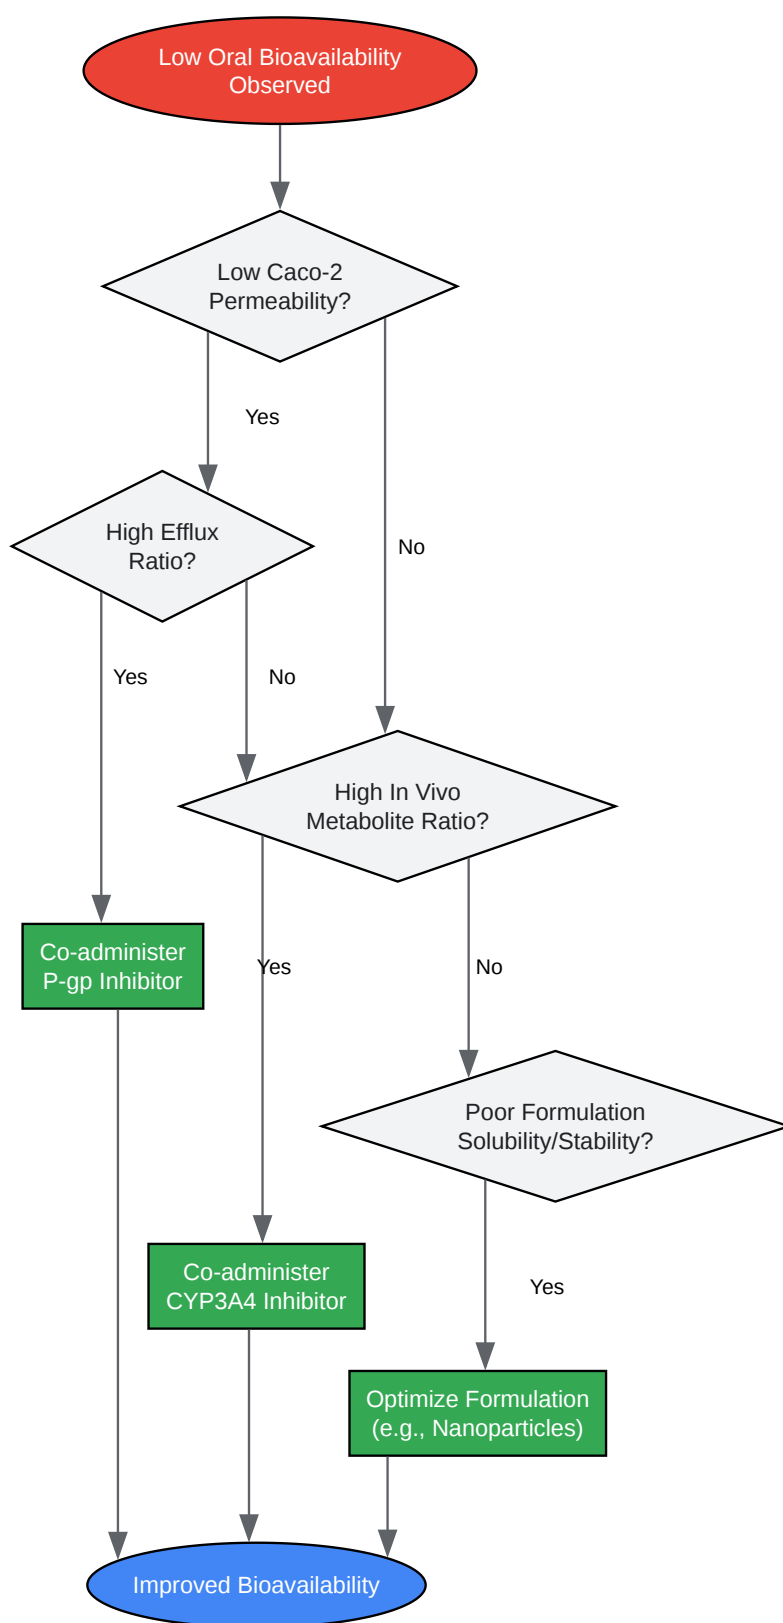 Low Oral Bioavailability
Observed
Low Caco-2
Permeability?
Yes
High Efflux
Ratio?
No
Yes
No
High In Vivo
Metabolite Ratio?
Co-administer
P-gp Inhibitor
Yes
No
Poor Formulation
Solubility/Stability?
Co-administer
CYP3A4 Inhibitor
Yes
Optimize Formulation
(e.g., Nanoparticles)
Improved Bioavailability